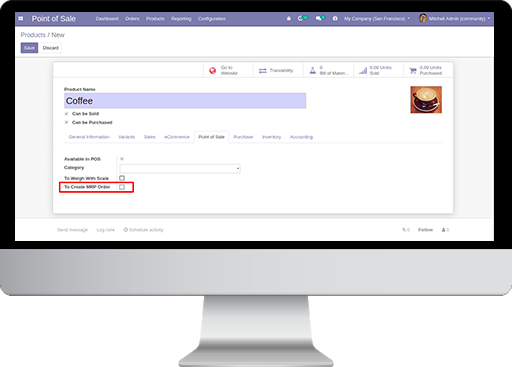 Point of Sale Dashboard Orders Products Reporting Configuration My Company (San Francisco) Mitchell Admin (community)
Products / New
Save Discard
Go to Website
Traceability
0 Bill of Mater...
0.00 Units Sold
0.00 Units Purchased
Product Name
Coffee
Can be Sold
Can be Purchased
General Information Variants Sales eCommerce Point of Sale Purchase Inventory Accounting
Available in POS
Category
To Weigh With Scale
To Create MRP Order
Send message Log note Schedule activity 0 Follow 0